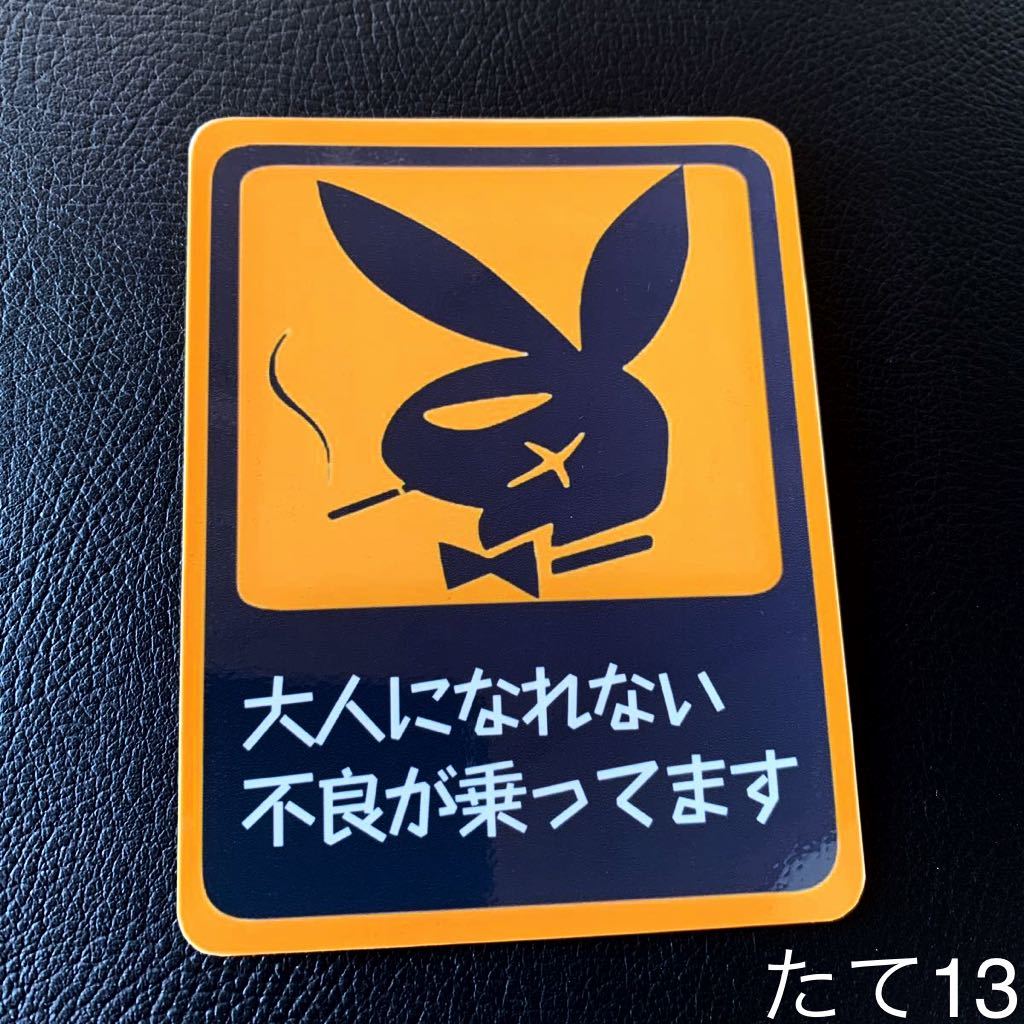 大人になれない
不良が乗ってます
たて13